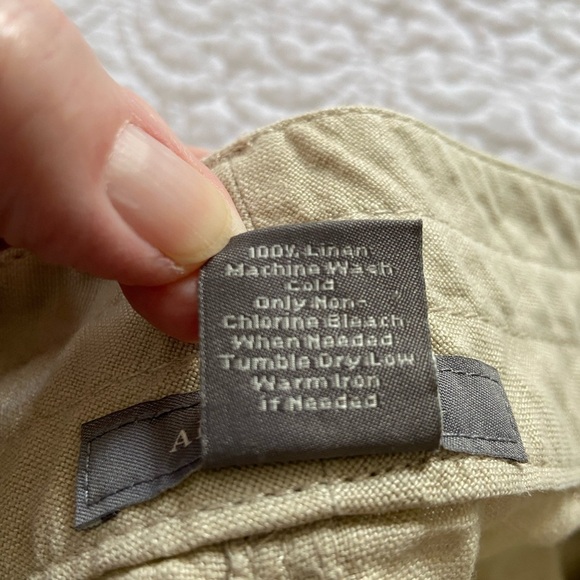 100% Linen
Machine Wash
Cold
Only Non-
Chlorine Bleach
When Needed
Tumble Dry Low
Warm Iron
if Needed
A